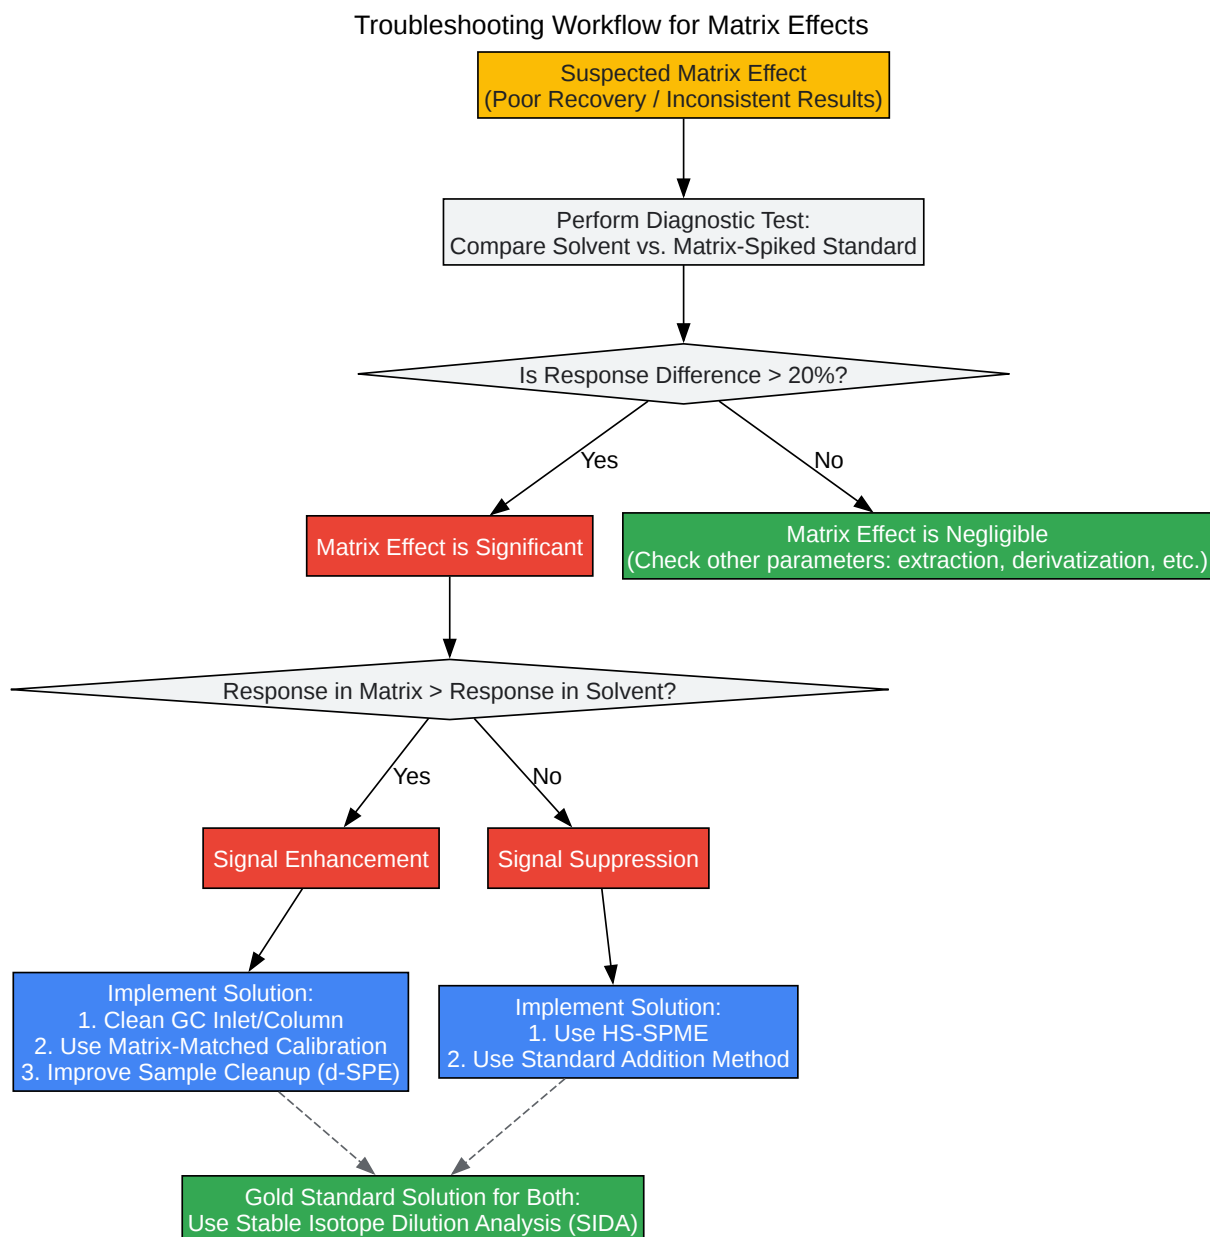 Troubleshooting Workflow for Matrix Effects
Suspected Matrix Effect
(Poor Recovery / Inconsistent Results)
Perform Diagnostic Test:
Compare Solvent vs. Matrix-Spiked Standard
Is Response Difference > 20%?
Yes
No
Matrix Effect is Significant
Matrix Effect is Negligible
(Check other parameters: extraction, derivatization, etc.)
Response in Matrix > Response in Solvent?
Yes
No
Signal Enhancement
Signal Suppression
Implement Solution:
1. Clean GC Inlet/Column
2. Use Matrix-Matched Calibration
3. Improve Sample Cleanup (d-SPE)
Implement Solution:
1. Use HS-SPME
2. Use Standard Addition Method
Gold Standard Solution for Both:
Use Stable Isotope Dilution Analysis (SIDA)